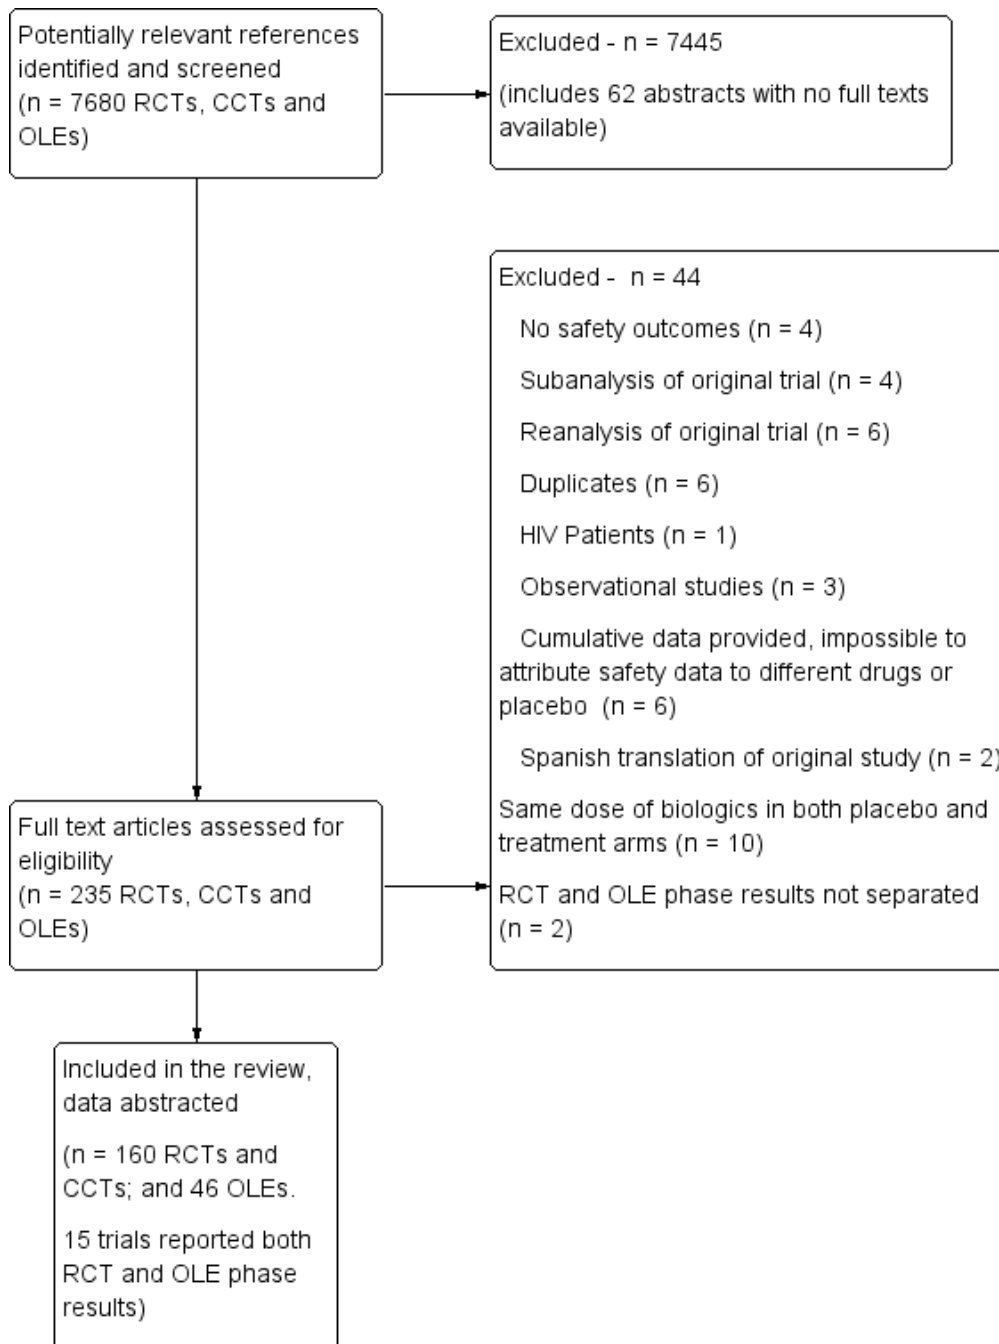 Potentially relevant references
identified and screened
(n = 7680 RCTs, CCTs and
OLEs)
Excluded - n = 7445
(includes 62 abstracts with no full texts
available)
Excluded -  n = 44
No safety outcomes (n = 4)
Subanalysis of original trial (n = 4)
Reanalysis of original trial (n = 6)
Duplicates (n = 6)
HIV Patients (n = 1)
Observational studies (n = 3)
Cumulative data provided, impossible to
attribute safety data to different drugs or
placebo  (n = 6)
Spanish translation of original study (n = 2)
Same dose of biologics in both placebo and
treatment arms (n = 10)
RCT and OLE phase results not separated
(n = 2)
Full text articles assessed for
eligibility
(n = 235 RCTs, CCTs and
OLEs)
Included in the review,
data abstracted
(n = 160 RCTs and
CCTs; and 46 OLEs.
15 trials reported both
RCT and OLE phase
results)